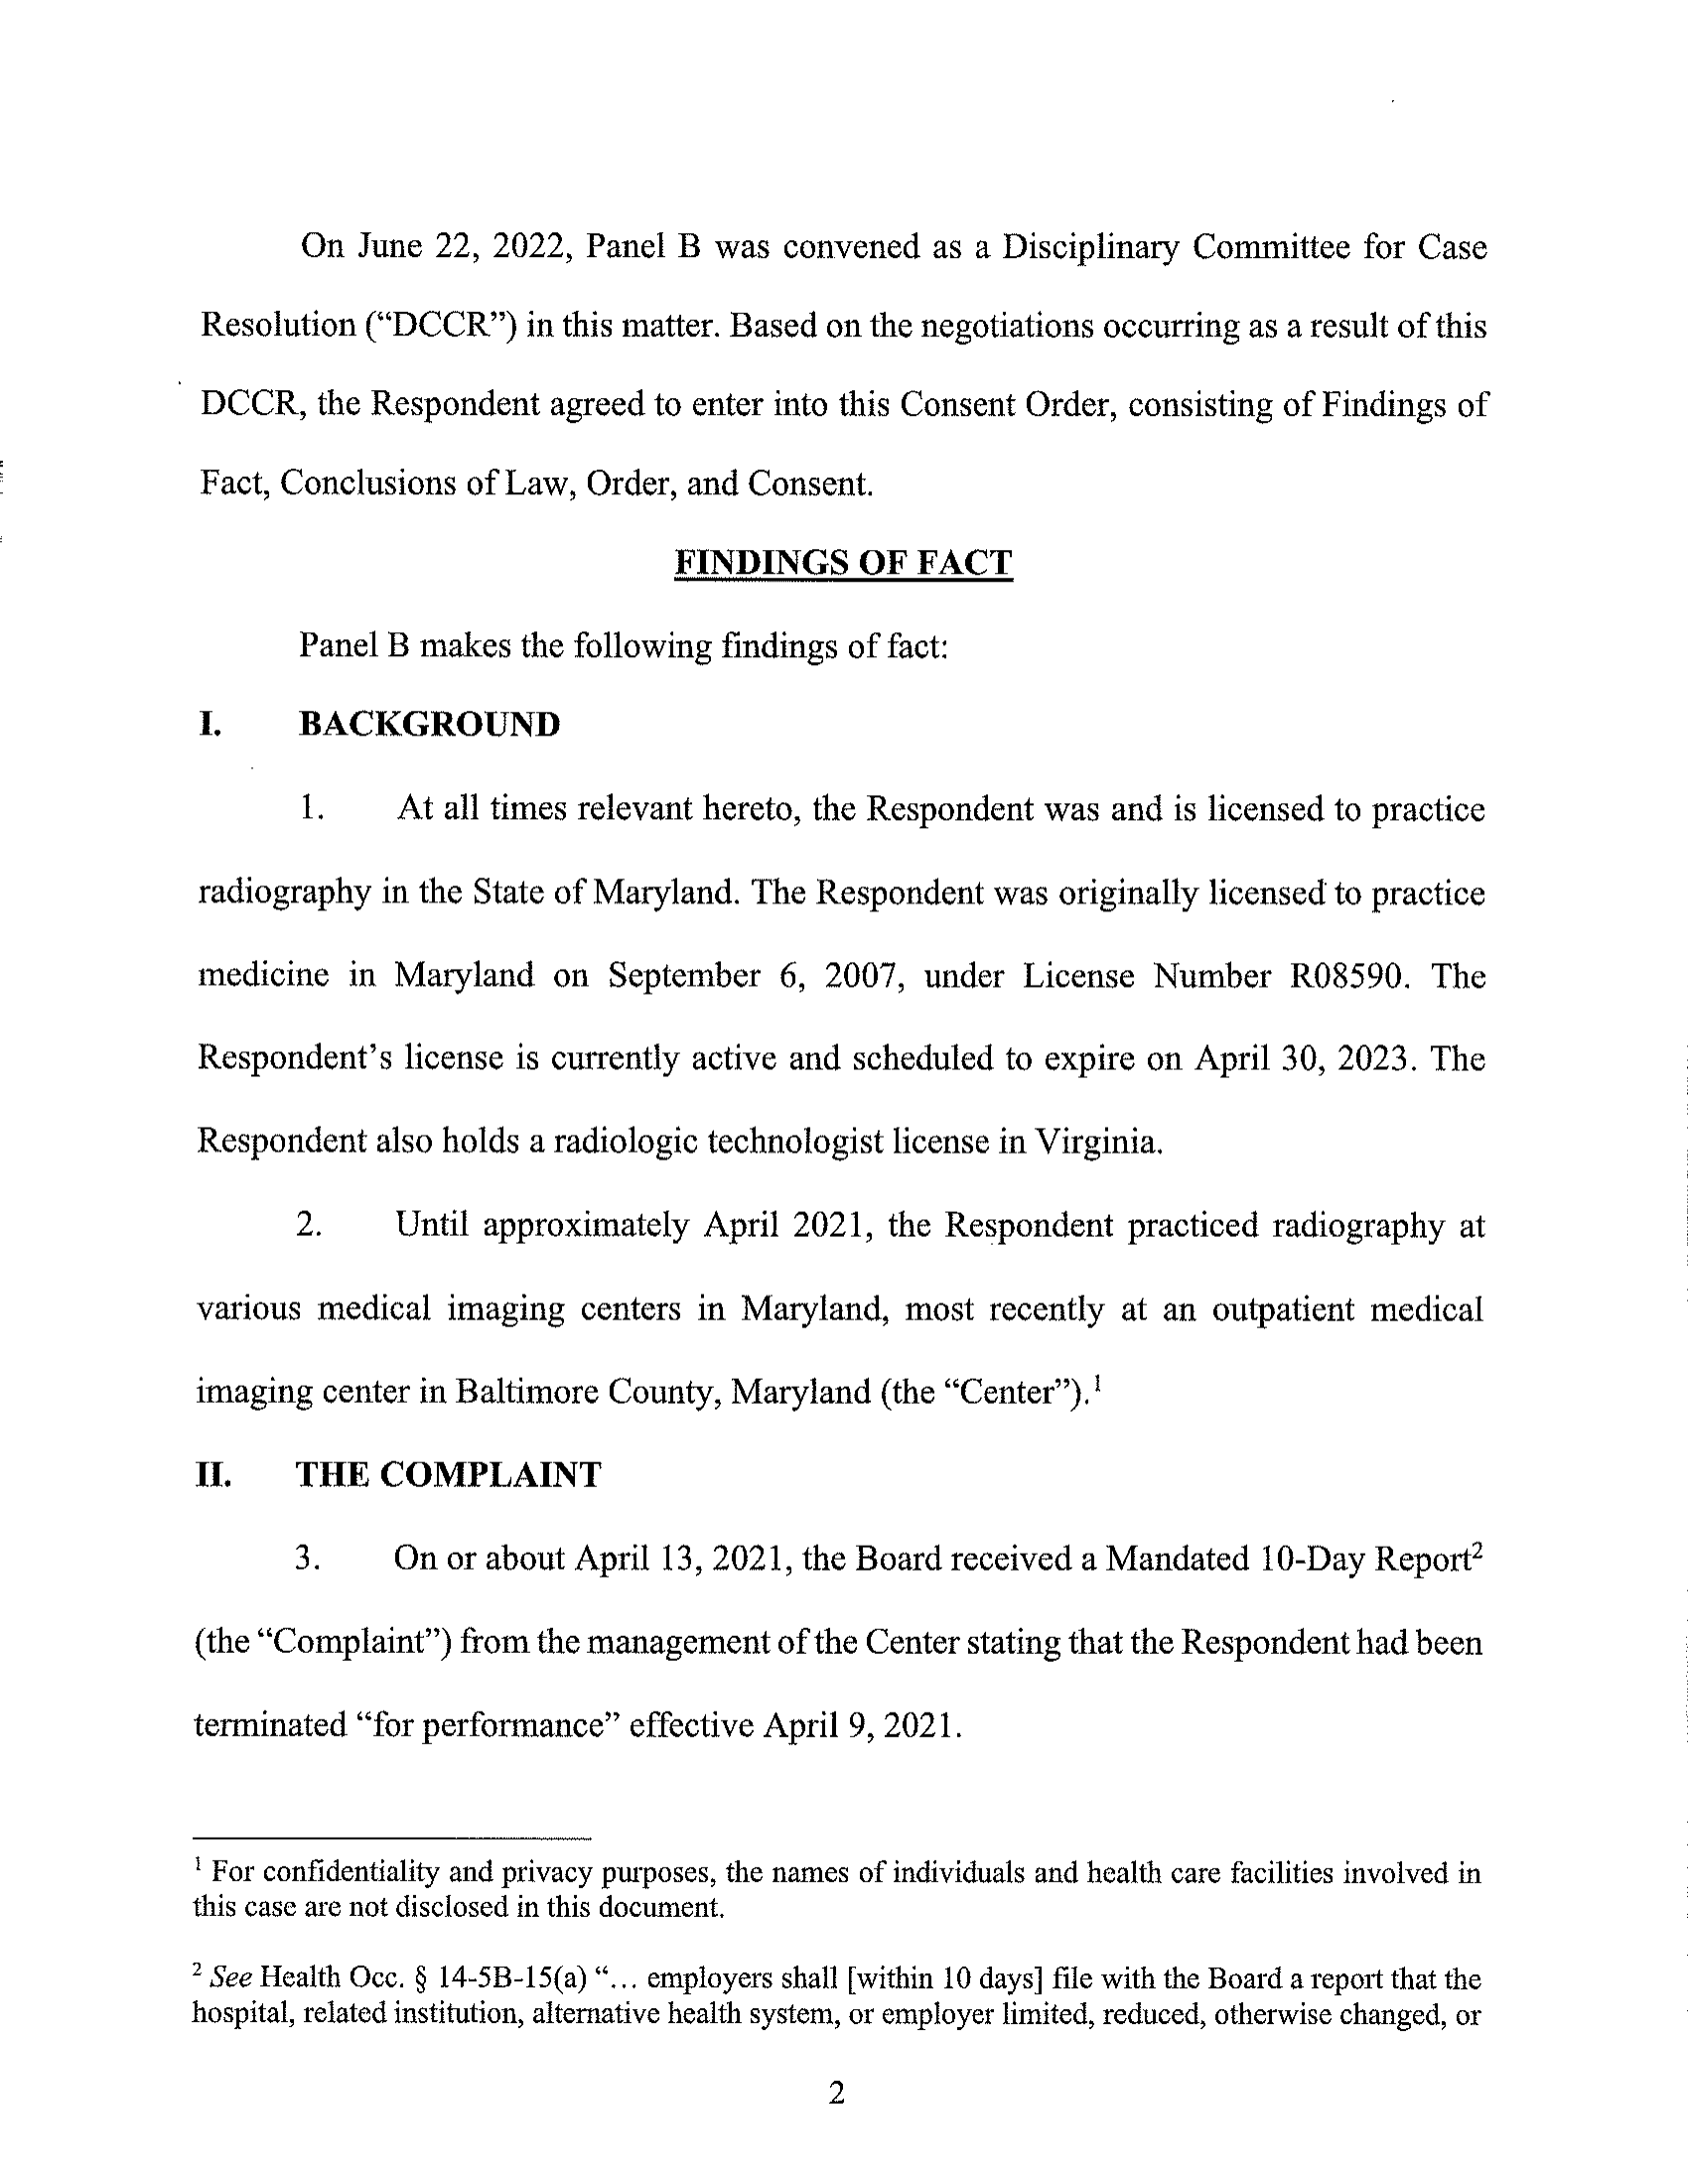 On June 22, 2022, Panel B was convened as a Disciplinary Committee for Case
Resolution (“DCCR”) in this matter. Based on the negotiations occurring as a result of this
DCCR, the Respondent agreed to enter into this Consent Order, consisting of Findings of
Fact, Conclusions of Law, Order, and Consent.
FINDINGS OF FACT
Panel B makes the following findings of fact:
I. BACKGROUND
1. At all times relevant hereto, the Respondent was and is licensed to practice
radiography in the State of Maryland. The Respondent was originally licensed to practice
medicine in Maryland on September 6, 2007, under License Number R08590. The
Respondent’s license is currently active and scheduled to expire on April 30, 2023. The
Respondent also holds a radiologic technologist license in Virginia.
2. Until approximately April 2021, the Respondent practiced radiography at
various medical imaging centers in Maryland, most recently at an outpatient medical
imaging center in Baltimore County, Maryland (the “Center”).¹
II. THE COMPLAINT
3. On or about April 13, 2021, the Board received a Mandated 10-Day Report²
(the “Complaint”) from the management of the Center stating that the Respondent had been
terminated “for performance” effective April 9, 2021.
¹ For confidentiality and privacy purposes, the names of individuals and health care facilities involved in
this case are not disclosed in this document.
² See Health Occ. § 14-5B-15(a) “… employers shall [within 10 days] file with the Board a report that the
hospital, related institution, alternative health system, or employer limited, reduced, otherwise changed, or
2